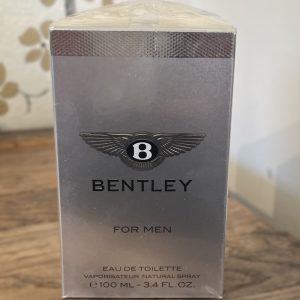 B
BENTLEY
FOR MEN
EAU DE TOILETTE
VAPORISATEUR NATURAL SPRAY
℮ 100 ML - 3.4 FL.OZ.